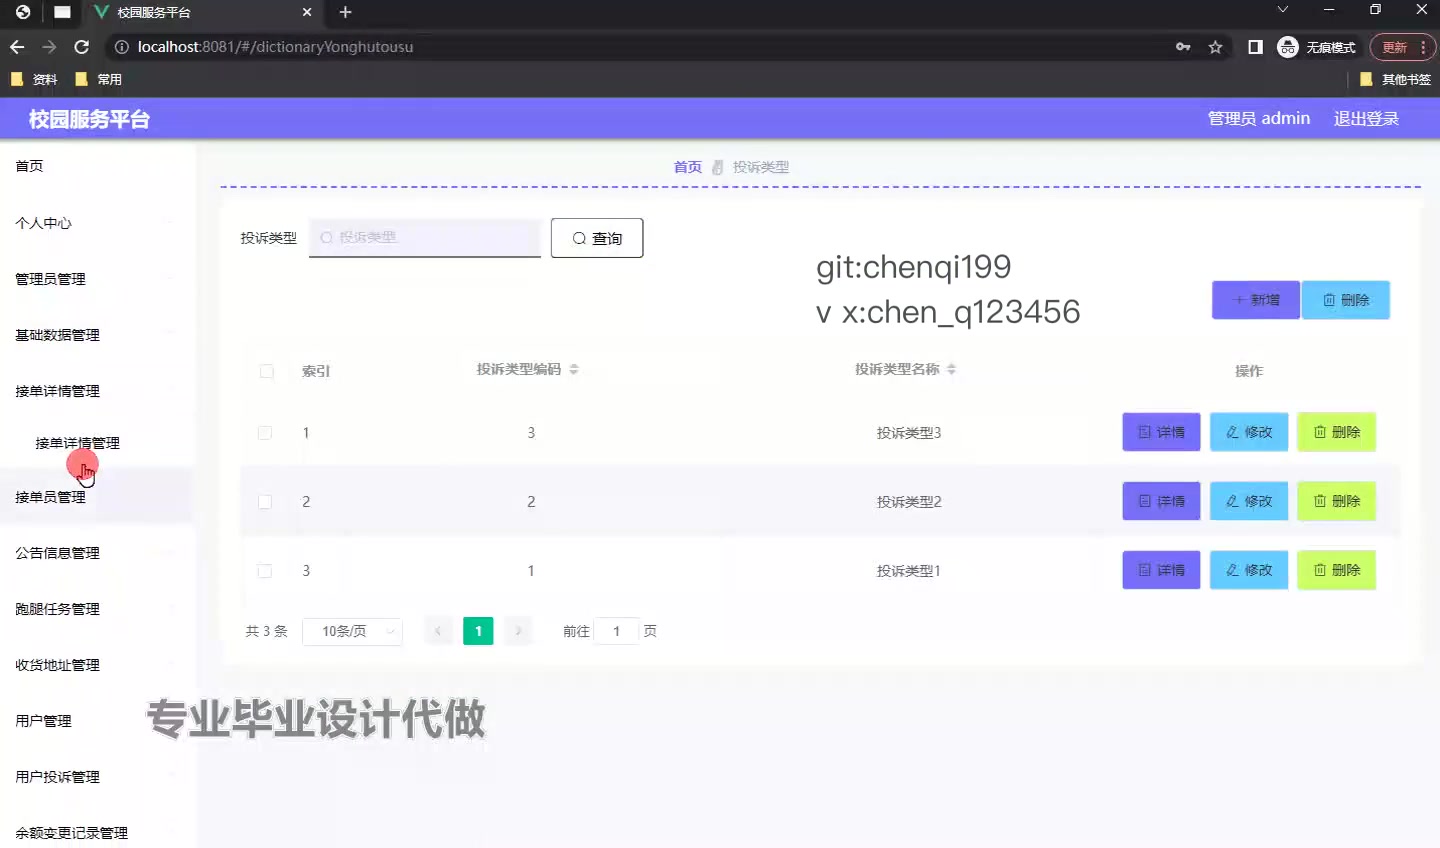 校园服务平台
localhost:8081/#/dictionaryYonghutousu
无痕模式
更新
资料
常用
其他书签
校园服务平台
管理员 admin
退出登录
首页
个人中心
管理员管理
基础数据管理
接单详情管理
接单详情管理
接单员管理
公告信息管理
跑腿任务管理
收货地址管理
用户管理
用户投诉管理
余额变更记录管理
首页 投诉类型
投诉类型 投诉类型 查询
git:chenqi199
v x:chen_q123456
新增 删除
索引 投诉类型编码 投诉类型名称 操作
1 3 投诉类型3 详情 修改 删除
2 2 投诉类型2 详情 修改 删除
3 1 投诉类型1 详情 修改 删除
共 3 条 10条/页 1 前往 1 页
专业毕业设计代做